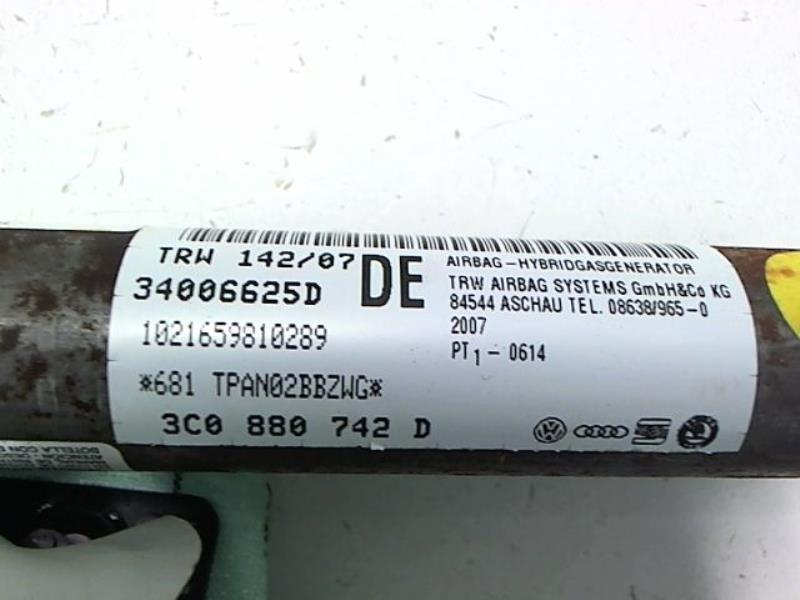 TRW 142/07
34006625D
DE
1021659810289
*681 TPAN02BBZWG*
3C0 880 742 D
AIRBAG-HYBRIDGASGENERATOR
TRW AIRBAG SYSTEMS GmbH&Co KG
84544 ASCHAU TEL. 08638/965-0
2007
PT1-0614